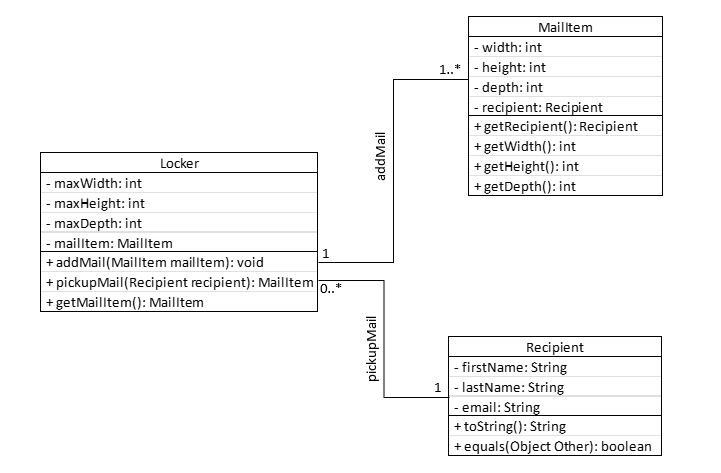 MailItem
- width: int
- height: int
- depth: int
- recipient: Recipient
+ getRecipient(): Recipient
+ getWidth(): int
+ getHeight(): int
+ getDepth(): int
1..*
addMail
Locker
- maxWidth: int
- maxHeight: int
- maxDepth: int
- mailItem: MailItem
+ addMail(MailItem mailItem): void
+ pickupMail(Recipient recipient): MailItem
+ getMailItem(): MailItem
1
0..*
pickupMail
1
Recipient
- firstName: String
- lastName: String
- email: String
+ toString(): String
+ equals(Object Other): boolean